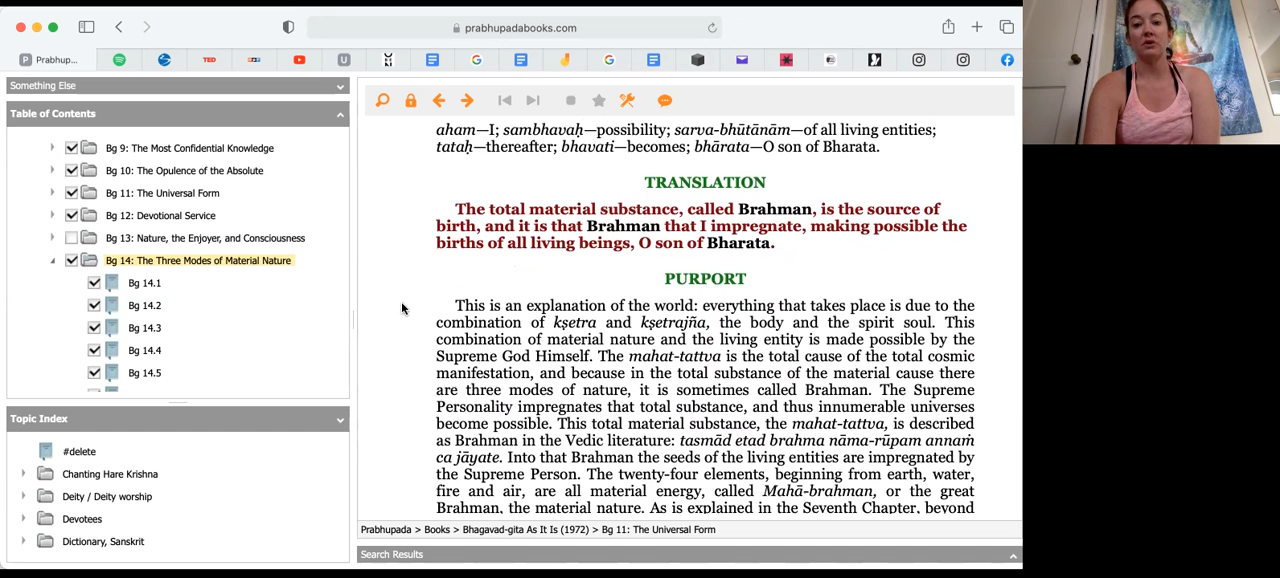 prabhupadabooks.com
Prabhup...
TED
Something Else
Table of Contents
Bg 9: The Most Confidential Knowledge
Bg 10: The Opulence of the Absolute
Bg 11: The Universal Form
Bg 12: Devotional Service
Bg 13: Nature, the Enjoyer, and Consciousness
Bg 14: The Three Modes of Material Nature
Bg 14.1
Bg 14.2
Bg 14.3
Bg 14.4
Bg 14.5
Topic Index
#delete
Chanting Hare Krishna
Deity / Deity worship
Devotees
Dictionary, Sanskrit
aham—I; sambhavaḥ—possibility; sarva-bhūtānām—of all living entities;
tataḥ—thereafter; bhavati—becomes; bhārata—O son of Bharata.
TRANSLATION
The total material substance, called Brahman, is the source of
birth, and it is that Brahman that I impregnate, making possible the
births of all living beings, O son of Bharata.
PURPORT
This is an explanation of the world: everything that takes place is due to the
combination of kṣetra and kṣetrajña, the body and the spirit soul. This
combination of material nature and the living entity is made possible by the
Supreme God Himself. The mahat-tattva is the total cause of the total cosmic
manifestation, and because in the total substance of the material cause there
are three modes of nature, it is sometimes called Brahman. The Supreme
Personality impregnates that total substance, and thus innumerable universes
become possible. This total material substance, the mahat-tattva, is described
as Brahman in the Vedic literature: tasmād etad brahma nāma-rūpam annaṁ
ca jāyate. Into that Brahman the seeds of the living entities are impregnated by
the Supreme Person. The twenty-four elements, beginning from earth, water,
fire and air, are all material energy, called Mahā-brahman, or the great
Brahman, the material nature. As is explained in the Seventh Chapter, beyond
Prabhupada > Books > Bhagavad-gita As It Is (1972) > Bg 11: The Universal Form
Search Results